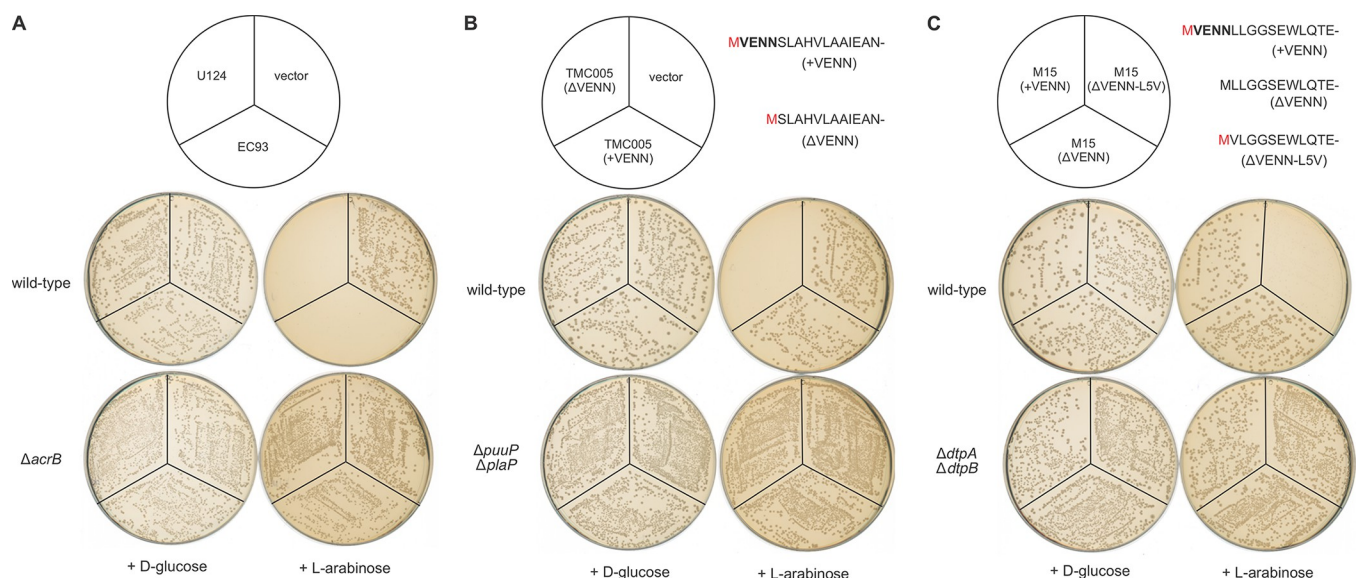 A
U124
vector
EC93
wild-type
ΔacrB
+ D-glucose
+ L-arabinose
B
TMC005
(ΔVENN)
vector
TMC005
(+VENN)
MVENNSLAHVLAAIEAN-
(+VENN)
MSLAHVLAAIEAN-
(ΔVENN)
wild-type
ΔpuuP
ΔplaP
+ D-glucose
+ L-arabinose
C
M15
(+VENN)
M15
(ΔVENN-L5V)
M15
(ΔVENN)
MVENNLLGGSEWLQTE-
(+VENN)
MLLGGSEWLQTE-
(ΔVENN)
MVLGGSEWLQTE-
(ΔVENN-L5V)
wild-type
ΔdtpA
ΔdtpB
+ D-glucose
+ L-arabinose